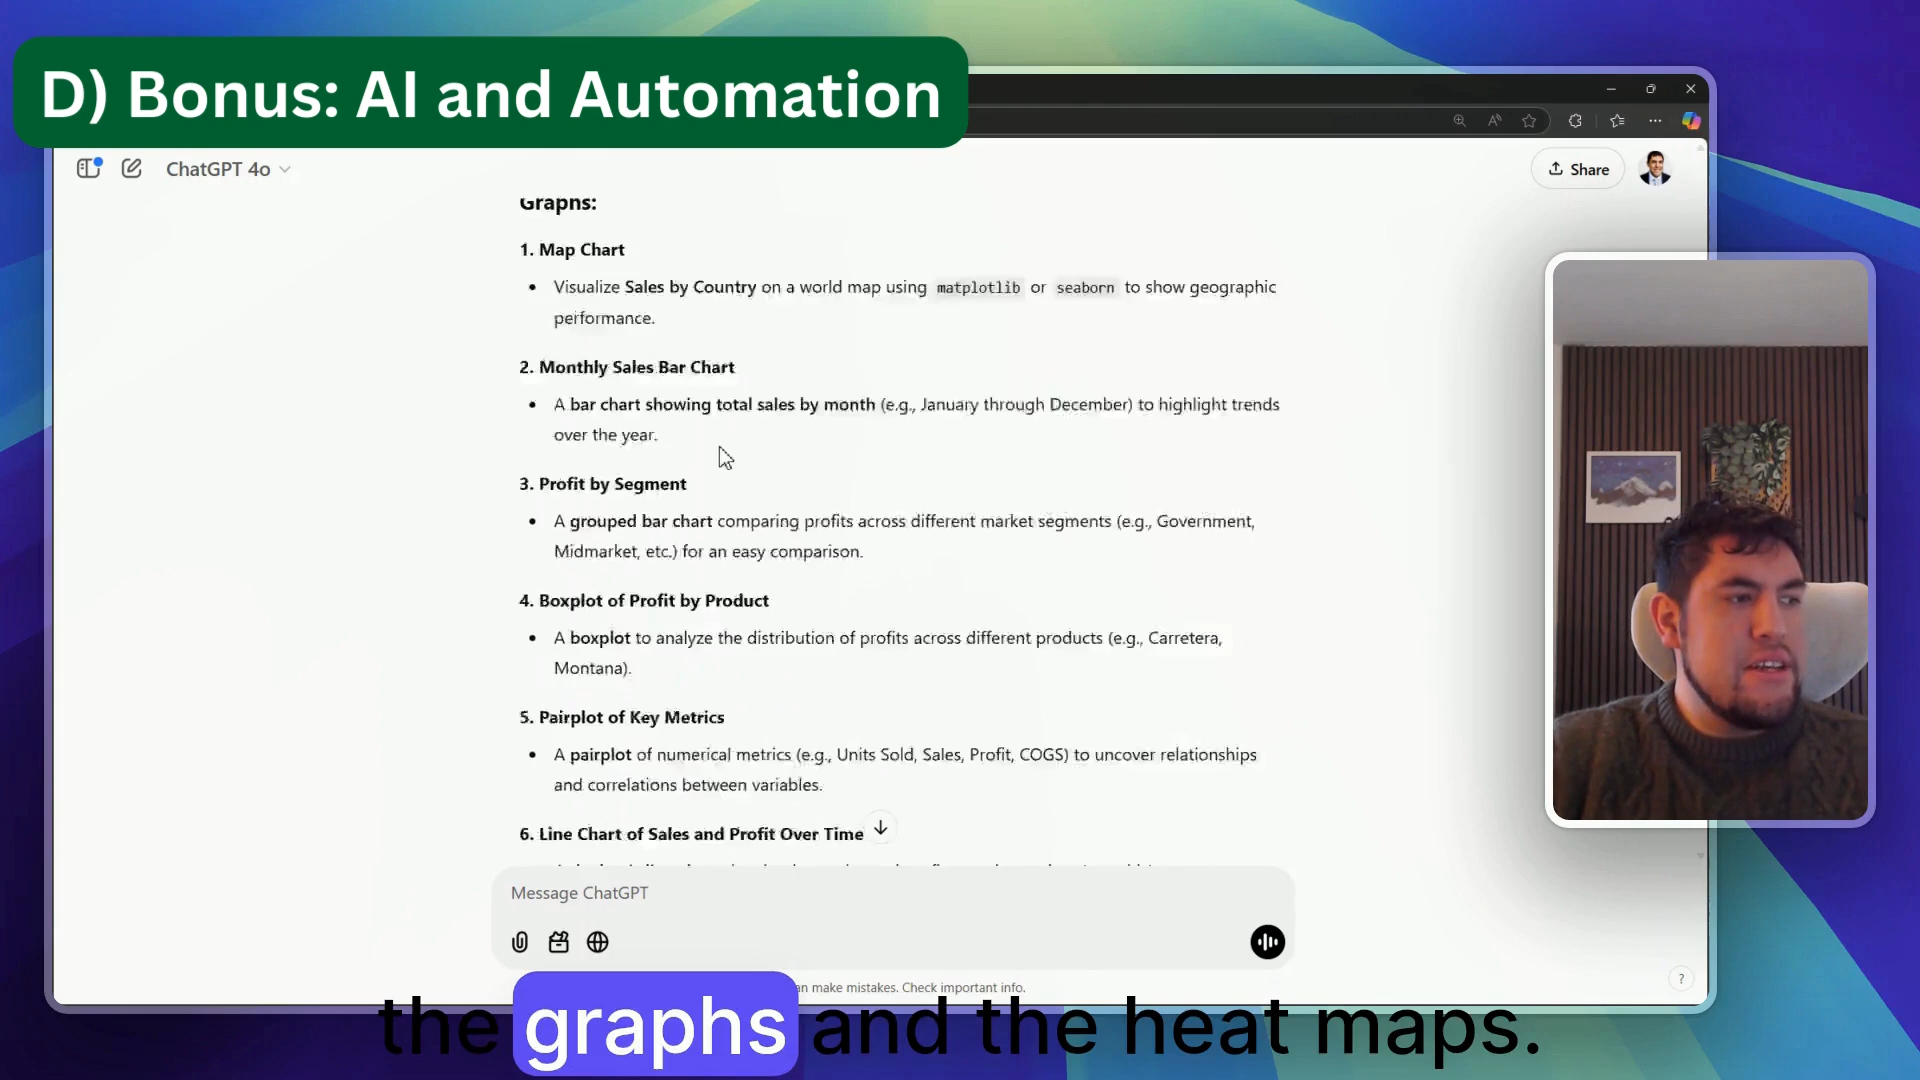 D) Bonus: AI and Automation
ChatGPT 4o
Share
Graphs:
1. Map Chart
• Visualize Sales by Country on a world map using matplotlib or seaborn to show geographic
performance.
2. Monthly Sales Bar Chart
• A bar chart showing total sales by month (e.g., January through December) to highlight trends
over the year.
3. Profit by Segment
• A grouped bar chart comparing profits across different market segments (e.g., Government,
Midmarket, etc.) for an easy comparison.
4. Boxplot of Profit by Product
• A boxplot to analyze the distribution of profits across different products (e.g., Carretera,
Montana).
5. Pairplot of Key Metrics
• A pairplot of numerical metrics (e.g., Units Sold, Sales, Profit, COGS) to uncover relationships
and correlations between variables.
6. Line Chart of Sales and Profit Over Time
Message ChatGPT
make mistakes. Check important info.
?
the graphs and the heat maps.